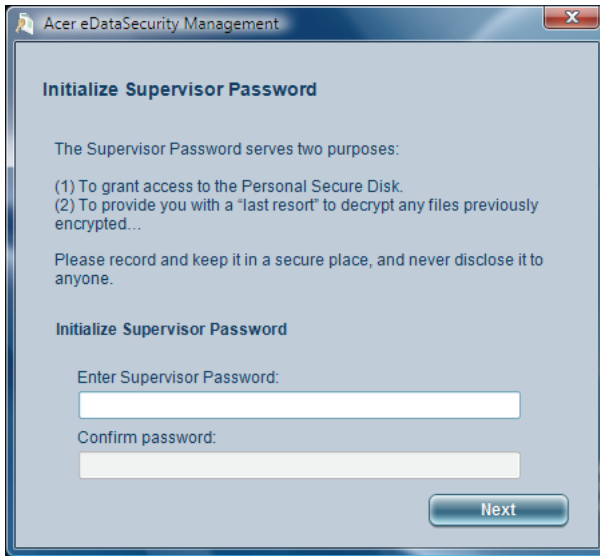 Acer eDataSecurity Management
Initialize Supervisor Password
The Supervisor Password serves two purposes:
(1) To grant access to the Personal Secure Disk.
(2) To provide you with a “last resort” to decrypt any files previously
encrypted...
Please record and keep it in a secure place, and never disclose it to
anyone.
Initialize Supervisor Password
Enter Supervisor Password:
Confirm password:
Next